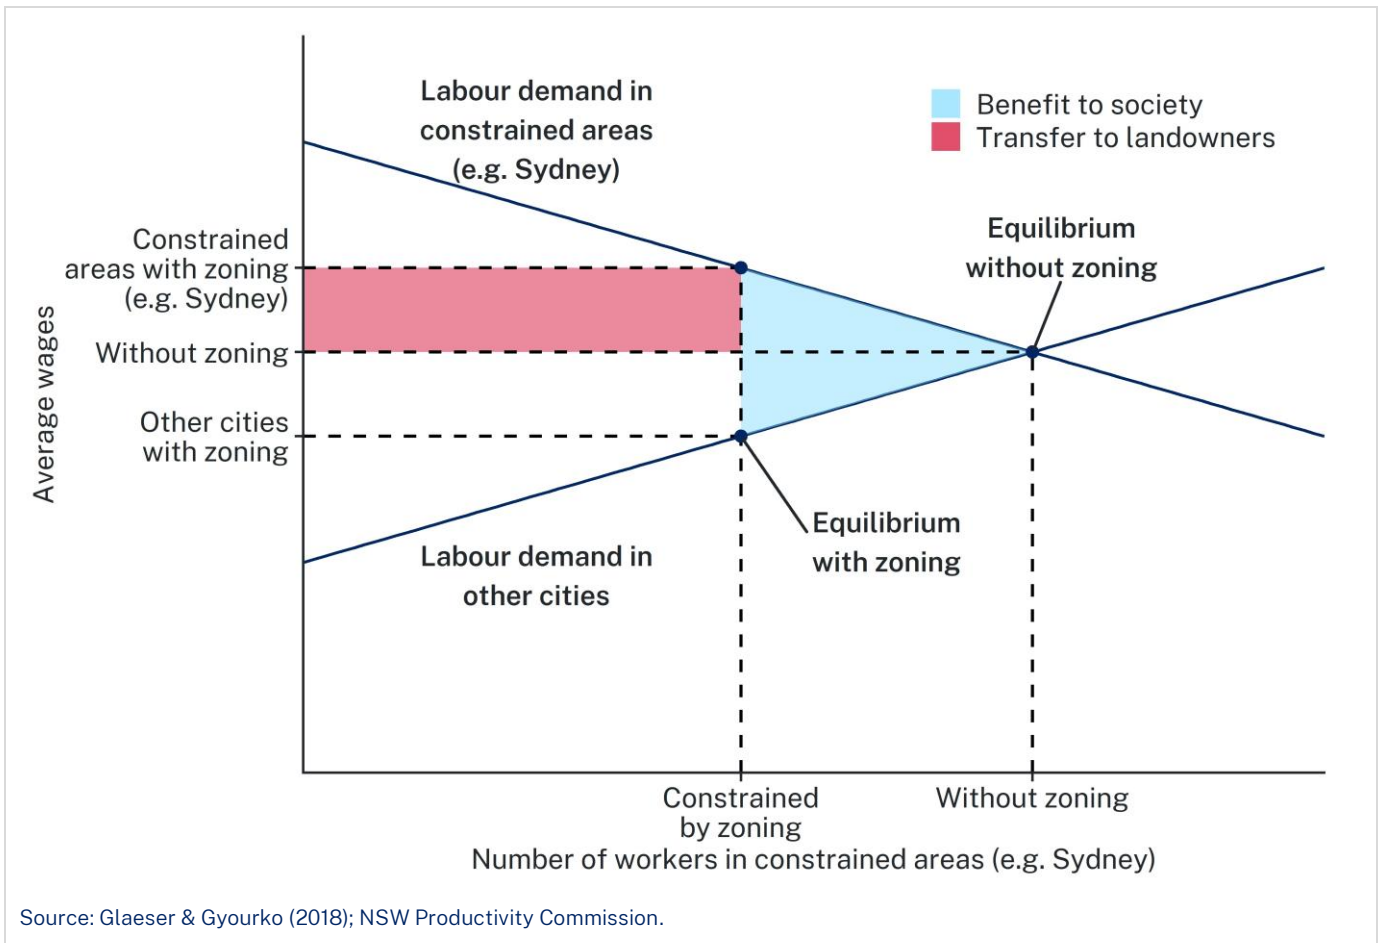 Labour demand in
constrained areas
(e.g. Sydney)
Benefit to society
Transfer to landowners
Equilibrium
without zoning
Constrained
areas with zoning
(e.g. Sydney)
Without zoning
Other cities
with zoning
Average wages
Equilibrium
with zoning
Labour demand in
other cities
Constrained
by zoning
Without zoning
Number of workers in constrained areas (e.g. Sydney)
Source: Glaeser & Gyourko (2018); NSW Productivity Commission.